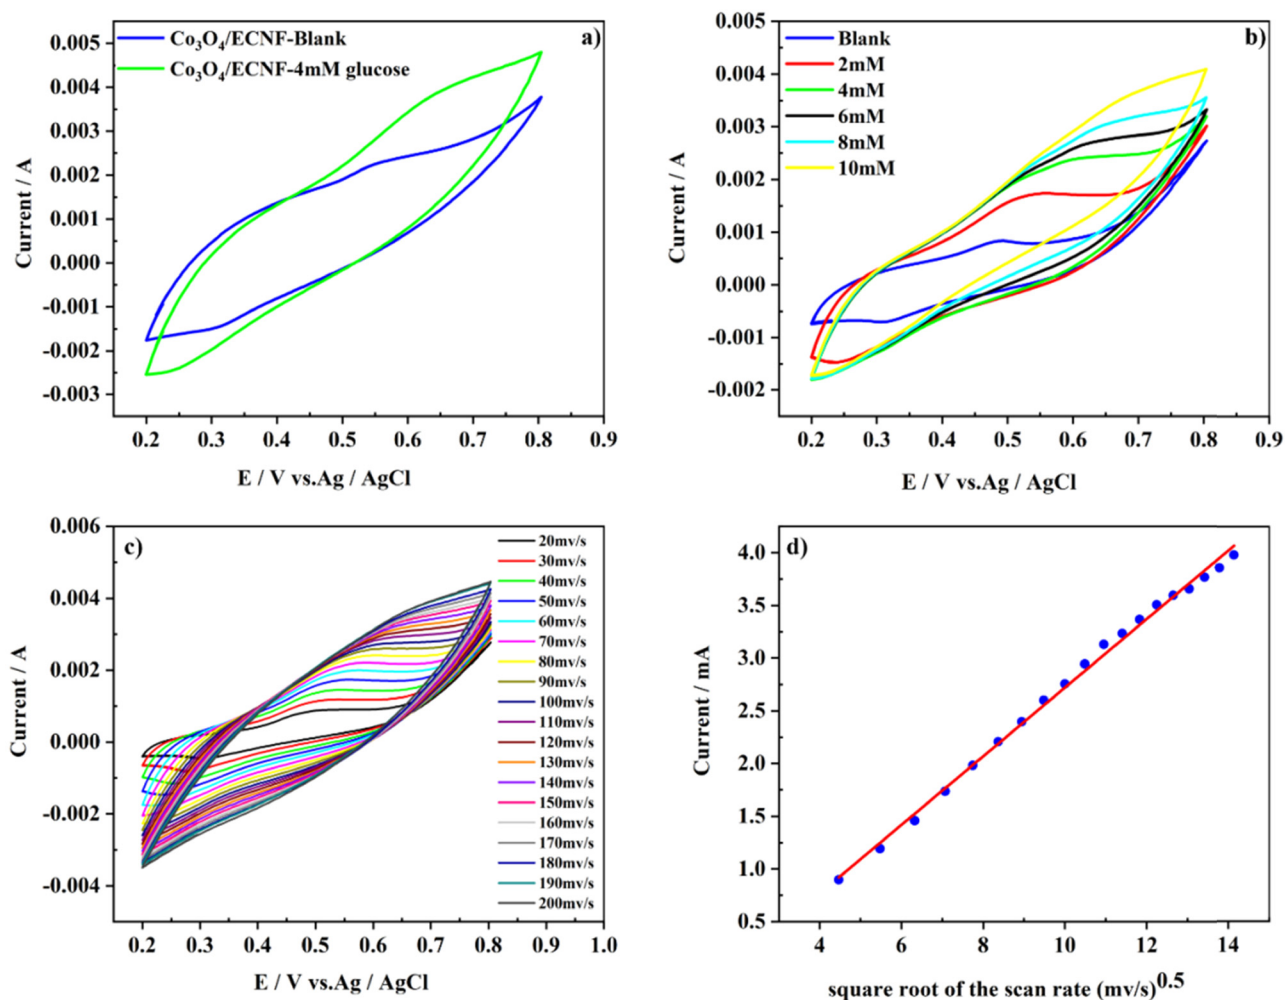 a)
Co3O4/ECNF-Blank
Co3O4/ECNF-4mM glucose
0.005
0.004
0.003
0.002
0.001
0.000
-0.001
-0.002
-0.003
Current / A
0.2 0.3 0.4 0.5 0.6 0.7 0.8 0.9
E / V vs.Ag / AgCl
b)
Blank
2mM
4mM
6mM
8mM
10mM
0.005
0.004
0.003
0.002
0.001
0.000
-0.001
-0.002
Current / A
0.2 0.3 0.4 0.5 0.6 0.7 0.8 0.9
E / V vs.Ag / AgCl
c)
20mv/s
30mv/s
40mv/s
50mv/s
60mv/s
70mv/s
80mv/s
90mv/s
100mv/s
110mv/s
120mv/s
130mv/s
140mv/s
150mv/s
160mv/s
170mv/s
180mv/s
190mv/s
200mv/s
0.006
0.004
0.002
0.000
-0.002
-0.004
Current / A
0.2 0.3 0.4 0.5 0.6 0.7 0.8 0.9 1.0
E / V vs.Ag / AgCl
d)
4.0
3.5
3.0
2.5
2.0
1.5
1.0
0.5
Current / mA
4 6 8 10 12 14
square root of the scan rate (mv/s)0.5